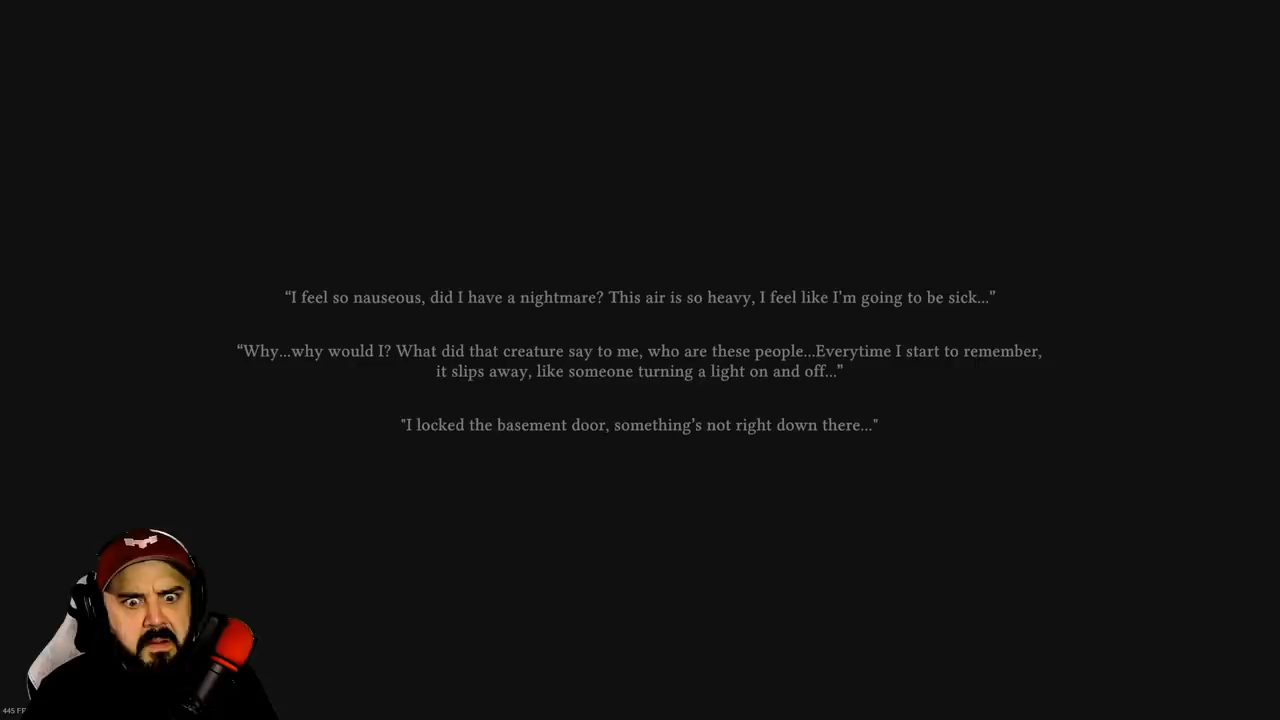 “I feel so nauseous, did I have a nightmare? This air is so heavy, I feel like I’m going to be sick...”
“Why...why would I? What did that creature say to me, who are these people...Everytime I start to remember,
it slips away, like someone turning a light on and off...”
"I locked the basement door, something’s not right down there..."
445 FF